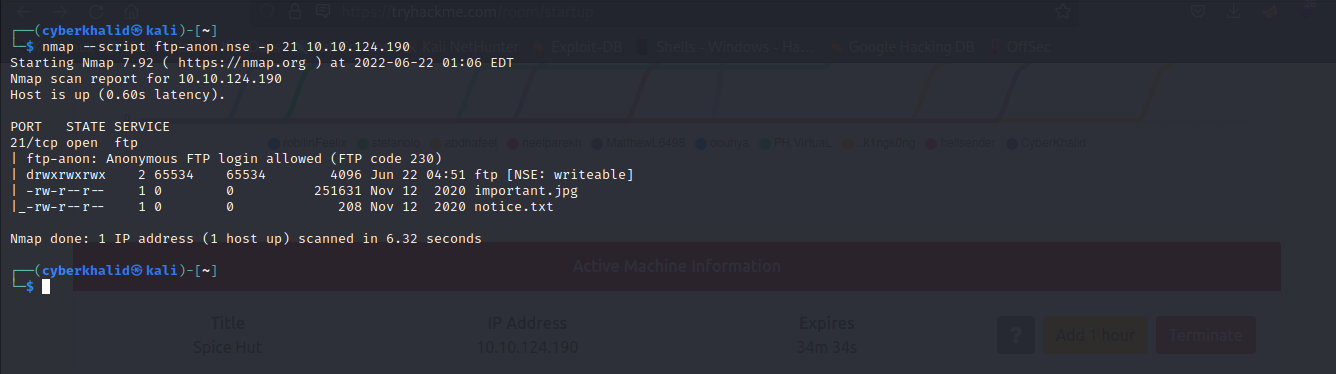 https://tryhackme.com/room/startup
┌──(cyberkhalid㉿kali)-[~]
└─$ nmap --script ftp-anon.nse -p 21 10.10.124.190
Kali NetHunter Exploit-DB Shells - Windows - Ha... Google Hacking DB OffSec
Starting Nmap 7.92 ( https://nmap.org ) at 2022-06-22 01:06 EDT
Nmap scan report for 10.10.124.190
Host is up (0.60s latency).
PORT   STATE SERVICE
21/tcp open  ftp
| ftp-anon: Anonymous FTP login allowed (FTP code 230)
| drwxrwxrwx    2 65534    65534        4096 Jun 22 04:51 ftp [NSE: writeable]
| -rw-r--r--    1 0        0          251631 Nov 12  2020 important.jpg
|_-rw-r--r--    1 0        0             208 Nov 12  2020 notice.txt
Nmap done: 1 IP address (1 host up) scanned in 6.32 seconds
┌──(cyberkhalid㉿kali)-[~]
└─$
Active Machine Information
Title IP Address Expires
Spice Hut 10.10.124.190 34m 34s
? Add 1 hour Terminate